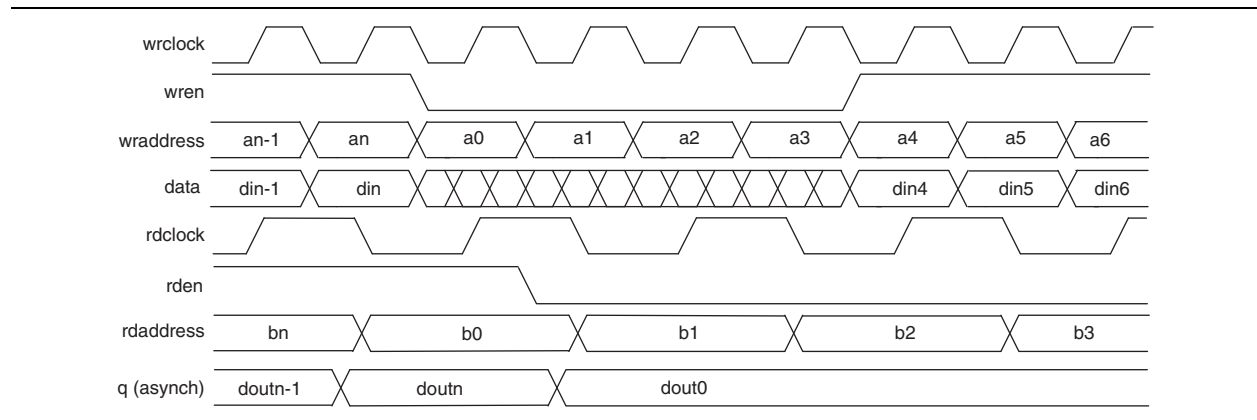 wrclock
wren
wraddress an-1 an a0 a1 a2 a3 a4 a5 a6
data din-1 din din4 din5 din6
rdclock
rden
rdaddress bn b0 b1 b2 b3
q (asynch) doutn-1 doutn dout0